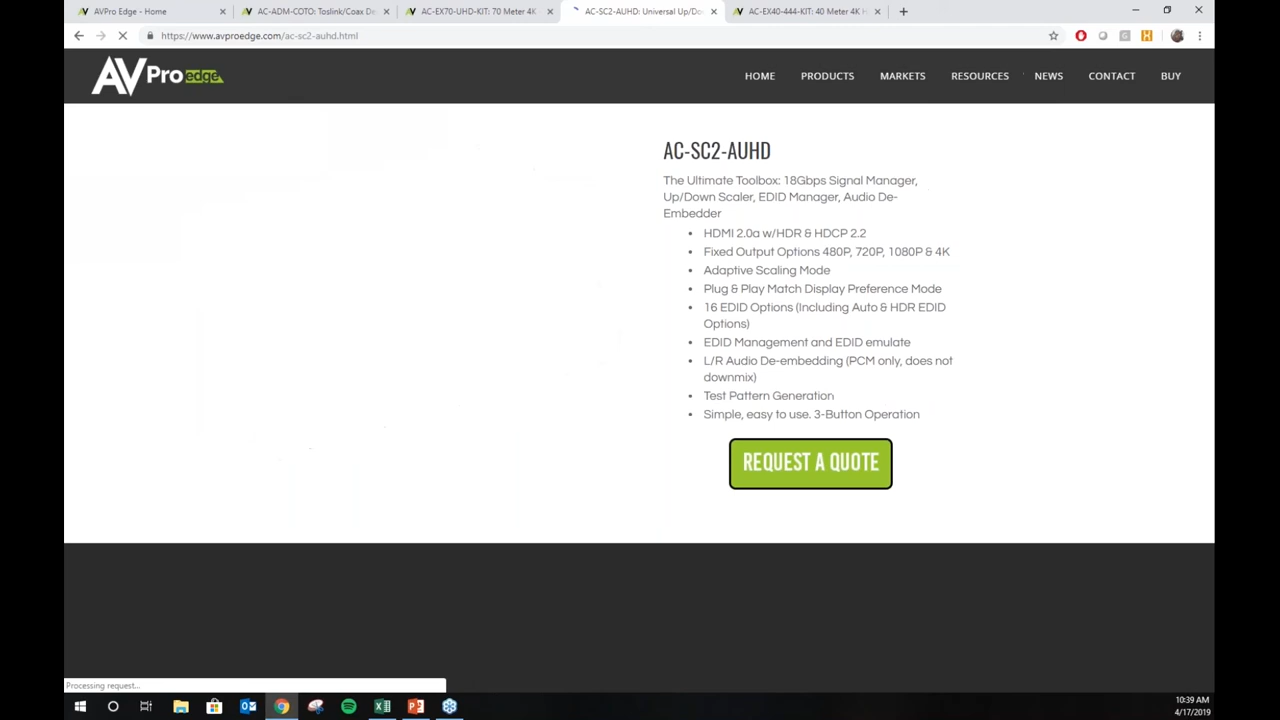 AVPro Edge - Home
AC-ADM-COTO: Toslink/Coax Di
AC-EX70-UHD-KIT: 70 Meter 4K
AC-SC2-AUHD: Universal Up/Do
AC-EX40-444-KIT: 40 Meter 4K H
https://www.avproedge.com/ac-sc2-auhd.html
AVPro edge
HOME
PRODUCTS
MARKETS
RESOURCES
NEWS
CONTACT
BUY
AC-SC2-AUHD
The Ultimate Toolbox: 18Gbps Signal Manager,
Up/Down Scaler, EDID Manager, Audio De-
Embedder
• HDMI 2.0a w/HDR & HDCP 2.2
• Fixed Output Options 480P, 720P, 1080P & 4K
• Adaptive Scaling Mode
• Plug & Play Match Display Preference Mode
• 16 EDID Options (Including Auto & HDR EDID
Options)
• EDID Management and EDID emulate
• L/R Audio De-embedding (PCM only, does not
downmix)
• Test Pattern Generation
• Simple, easy to use. 3-Button Operation
REQUEST A QUOTE
Processing request...
10:39 AM
4/17/2019